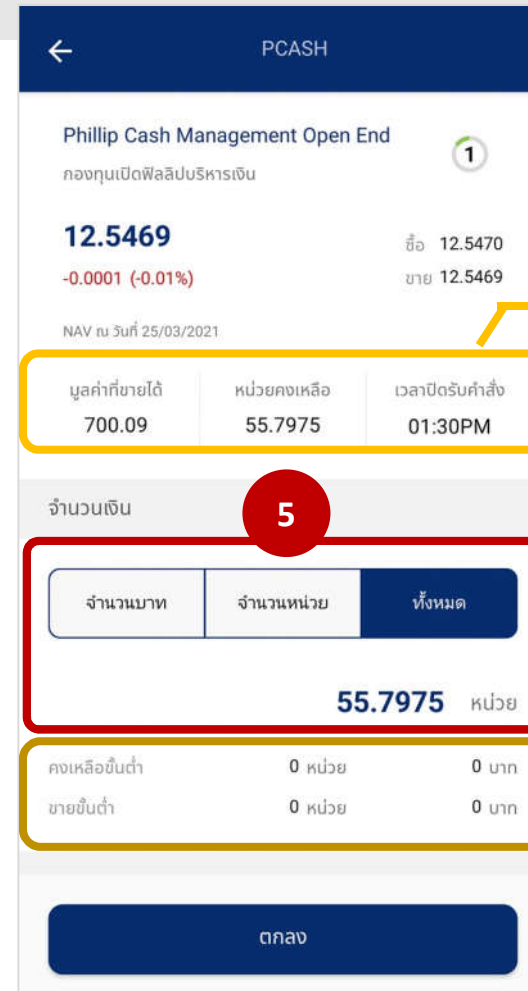 PCASH
Phillip Cash Management Open End
กองทุนเปิดฟิลลิปบริหารเงิน
1
12.5469
ซื้อ 12.5470
-0.0001 (-0.01%)
ขาย 12.5469
NAV ณ วันที่ 25/03/2021
มูลค่าที่ขายได้ หน่วยคงเหลือ เวลาปิดรับคำสั่ง
700.09 55.7975 01:30PM
จำนวนเงิน
5
จำนวนบาท จำนวนหน่วย ทั้งหมด
55.7975 หน่วย
คงเหลือขั้นต่ำ 0 หน่วย 0 บาท
ขายขั้นต่ำ 0 หน่วย 0 บาท
ตกลง